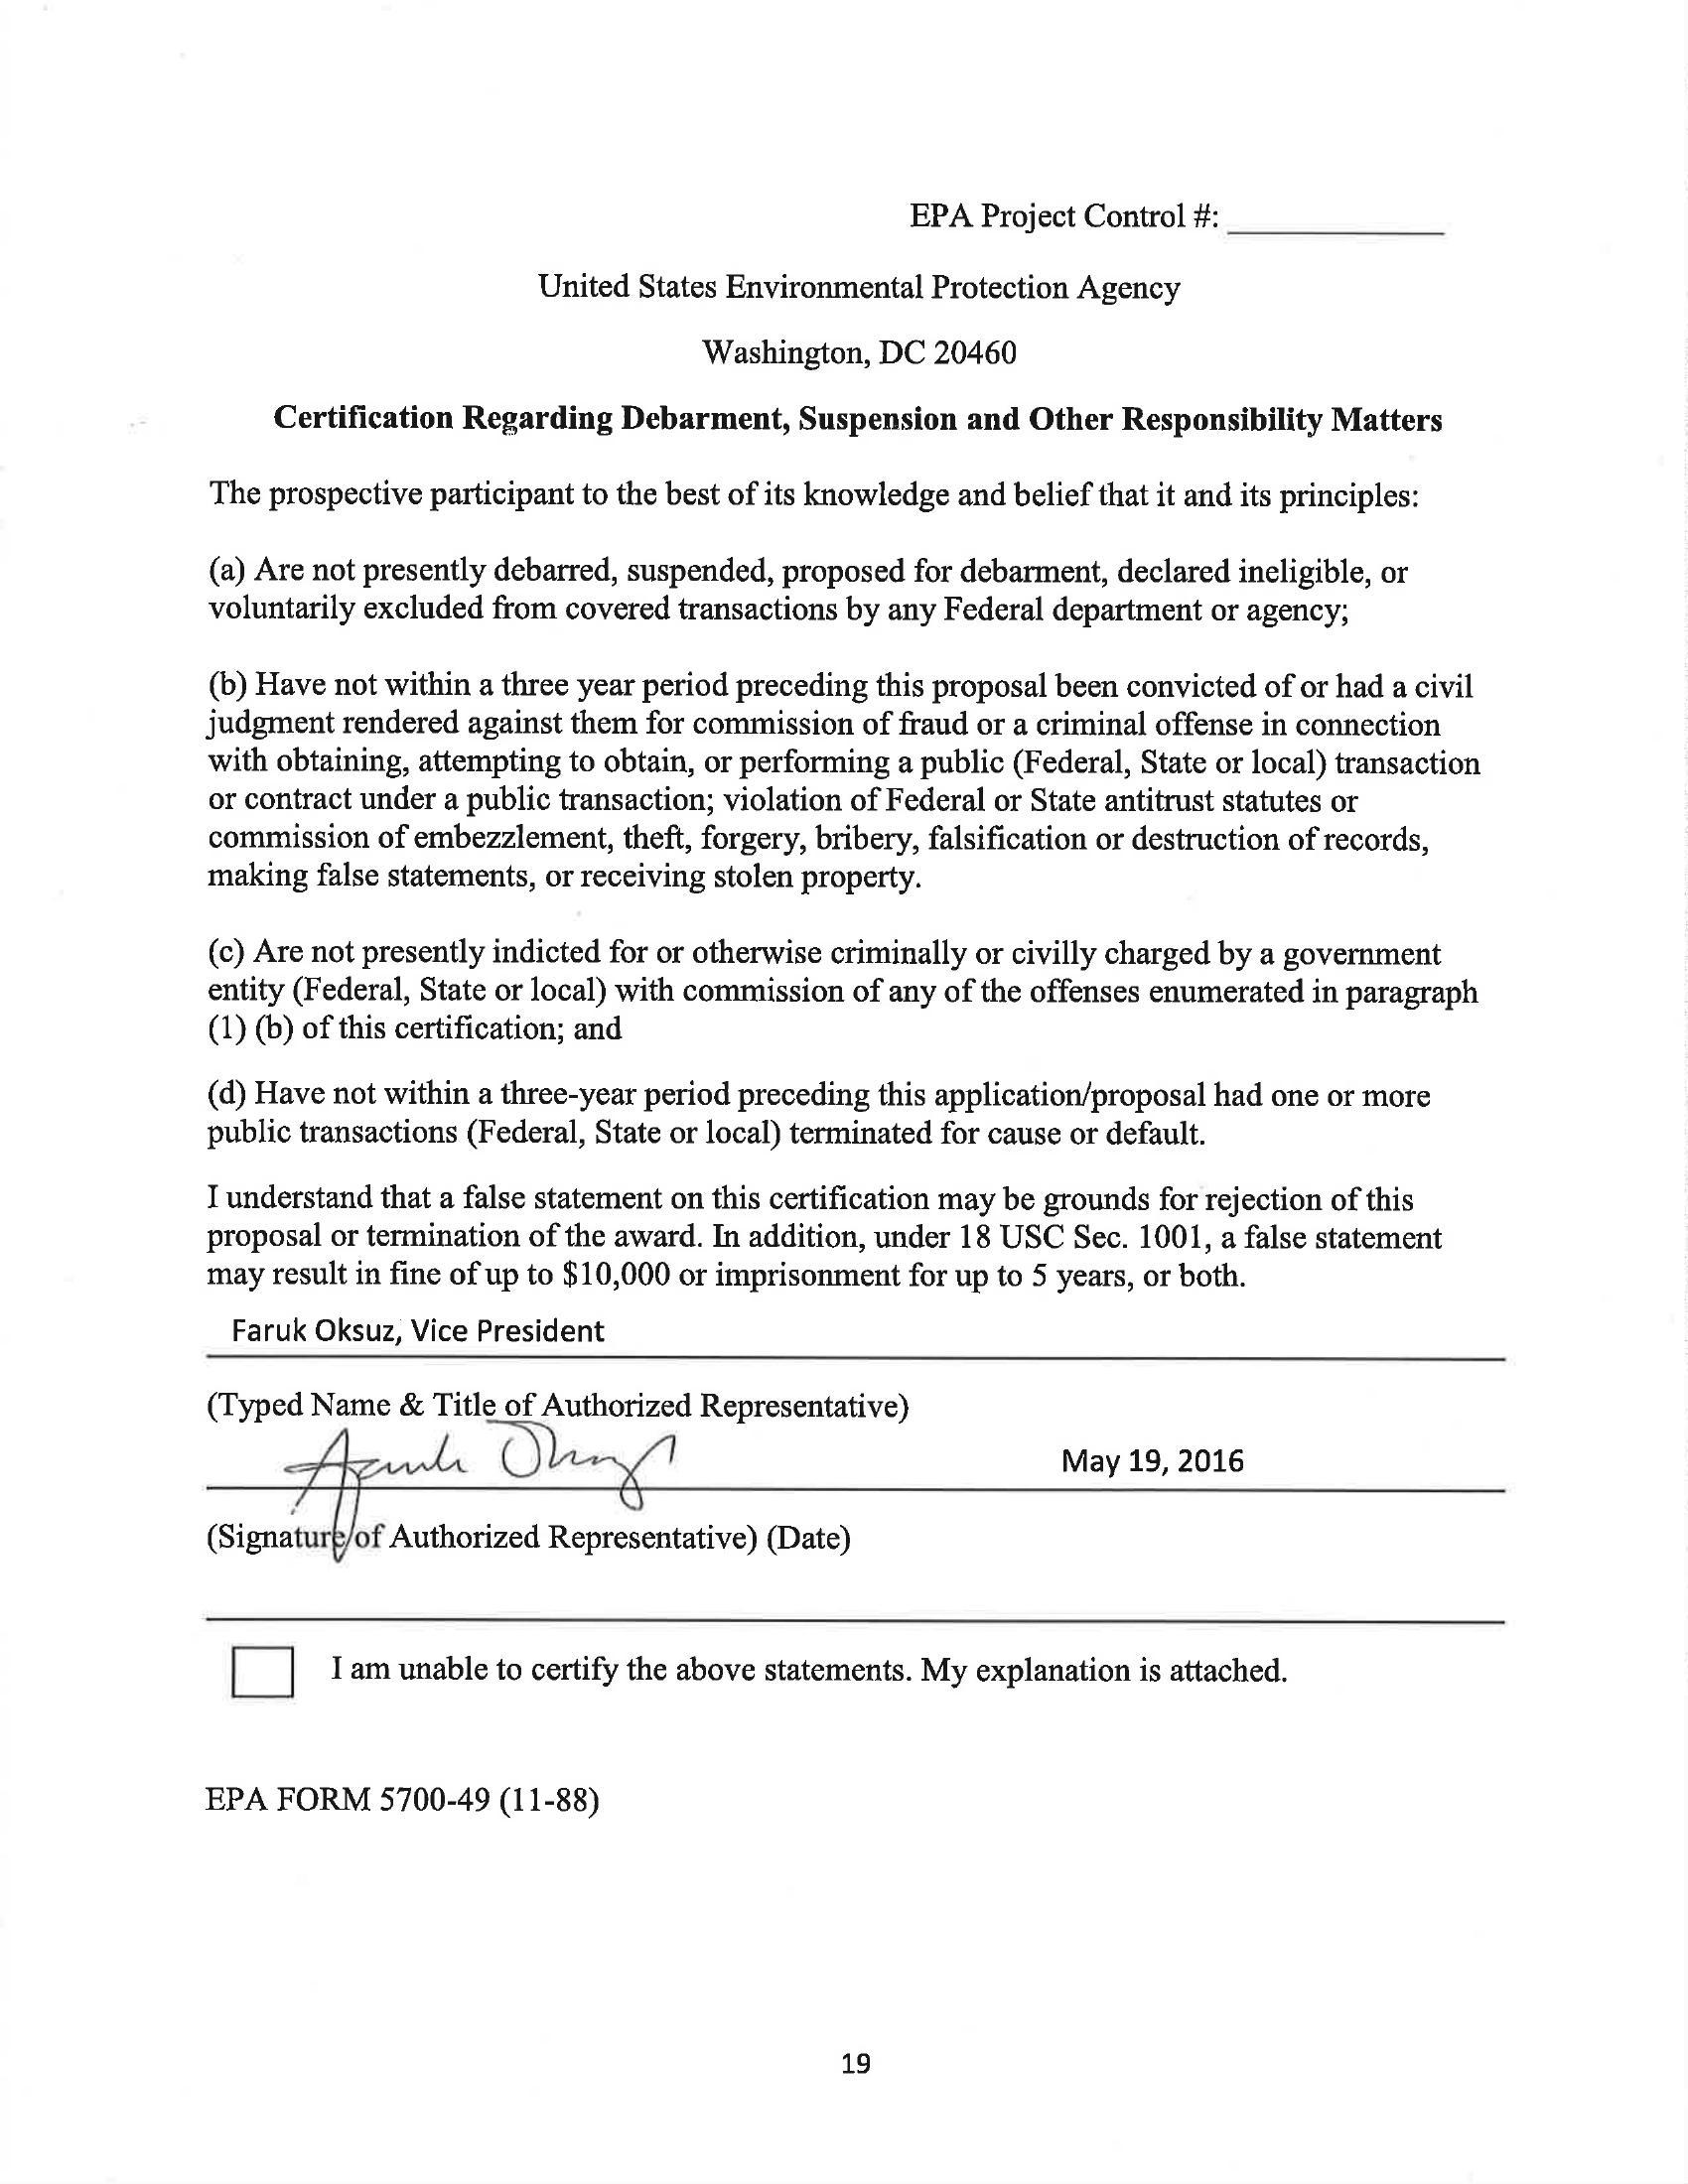 EPA Project Control #:
United States Environmental Protection Agency
Washington, DC 20460
Certification Regarding Debarment, Suspension and Other Responsibility Matters
The prospective participant to the best of its knowledge and belief that it and its principles:
(a) Are not presently debarred, suspended, proposed for debarment, declared ineligible, or
voluntarily excluded from covered transactions by any Federal department or agency;
(b) Have not within a three year period preceding this proposal been convicted of or had a civil
judgment rendered against them for commission of fraud or a criminal offense in connection
with obtaining, attempting to obtain, or performing a public (Federal, State or local) transaction
or contract under a public transaction; violation of Federal or State antitrust statutes or
commission of embezzlement, theft, forgery, bribery, falsification or destruction of records,
making false statements, or receiving stolen property.
(c) Are not presently indicted for or otherwise criminally or civilly charged by a government
entity (Federal, State or local) with commission of any of the offenses enumerated in paragraph
(1) (b) of this certification; and
(d) Have not within a three-year period preceding this application/proposal had one or more
public transactions (Federal, State or local) terminated for cause or default.
I understand that a false statement on this certification may be grounds for rejection of this
proposal or termination of the award. In addition, under 18 USC Sec. 1001, a false statement
may result in fine of up to $10,000 or imprisonment for up to 5 years, or both.
Faruk Oksuz, Vice President
(Typed Name & Title of Authorized Representative)
May 19, 2016
(Signature of Authorized Representative) (Date)
I am unable to certify the above statements. My explanation is attached.
EPA FORM 5700-49 (11-88)
19